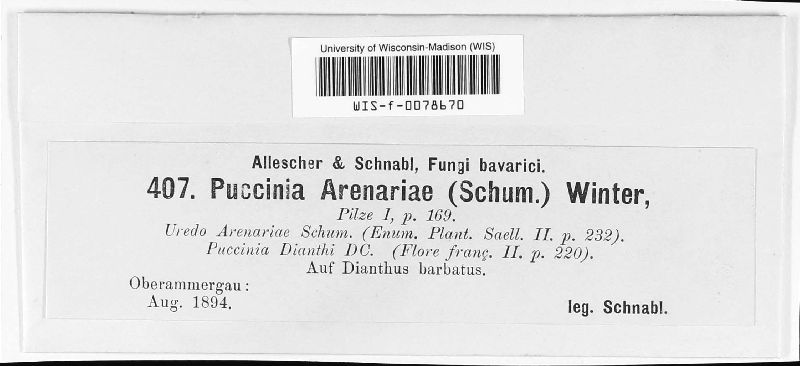 University of Wisconsin-Madison (WIS)
WIS-f-0078670
Allescher & Schnabl, Fungi bavarici.
407. Puccinia Arenariae (Schum.) Winter,
Pilze I, p. 169.
Uredo Arenariae Schum. (Enum. Plant. Saell. II. p. 232).
Puccinia Dianthi DC. (Flore franç. II. p. 220).
Auf Dianthus barbatus.
Oberammergau:
Aug. 1894.
leg. Schnabl.